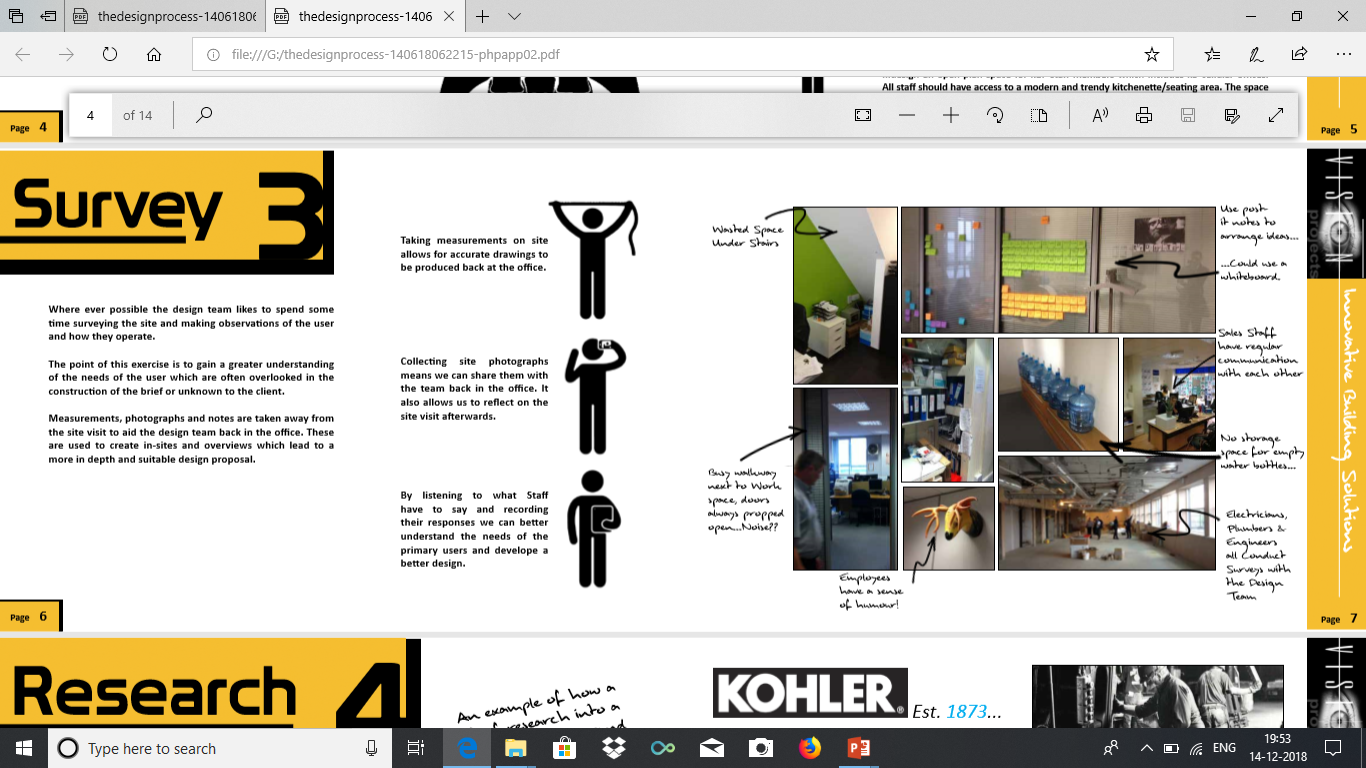 thedesignprocess-1406180
thedesignprocess-1406
file:///G:/thedesignprocess-140618062215-phpapp02.pdf
All staff should have access to a modern and trendy kitchenette/seating area. The space
4 of 14
Page 4
Page 5
Survey 3
Where ever possible the design team likes to spend some
time surveying the site and making observations of the user
and how they operate.
The point of this exercise is to gain a greater understanding
of the needs of the user which are often overlooked in the
construction of the brief or unknown to the client.
Measurements, photographs and notes are taken away from
the site visit to aid the design team back in the office. These
are used to create in-sites and overviews which lead to a
more in depth and suitable design proposal.
Taking measurements on site
allows for accurate drawings to
be produced back at the office.
Collecting site photographs
means we can share them with
the team back in the office. It
also allows us to reflect on the
site visit afterwards.
By listening to what Staff
have to say and recording
their responses we can better
understand the needs of the
primary users and develope a
better design.
Wasted Space
Under Stairs
Busy walkway
next to Work
space, doors
always propped
open...Noise??
Employees
have a sense
of humour!
Use post
it notes to
arrange ideas...
...Could use a
whiteboard.
Sales Staff
have regular
communication
with each other
No storage
space for empty
water bottles...
Electricians,
Plumbers &
Engineers
all Conduct
Surveys with
the Design
Team
VISION
projects
Innovative Building Solutions
Page 6
Page 7
Research 4
An example of how a
research into a
KOHLER® Est. 1873...
VISION
Type here to search
ENG
19:53
14-12-2018